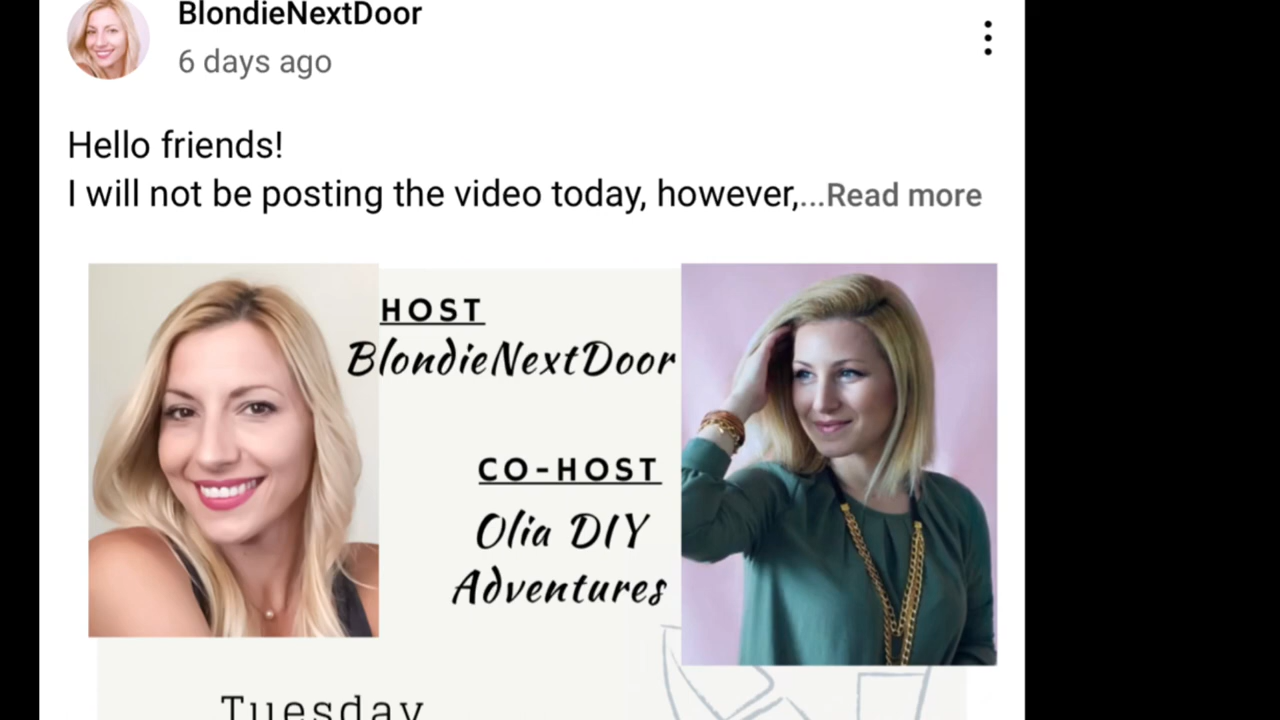 BlondieNextDoor
6 days ago
Hello friends!
I will not be posting the video today, however,...Read more
HOST
BlondieNextDoor
CO-HOST
Olia DIY
Adventures
Tuesday